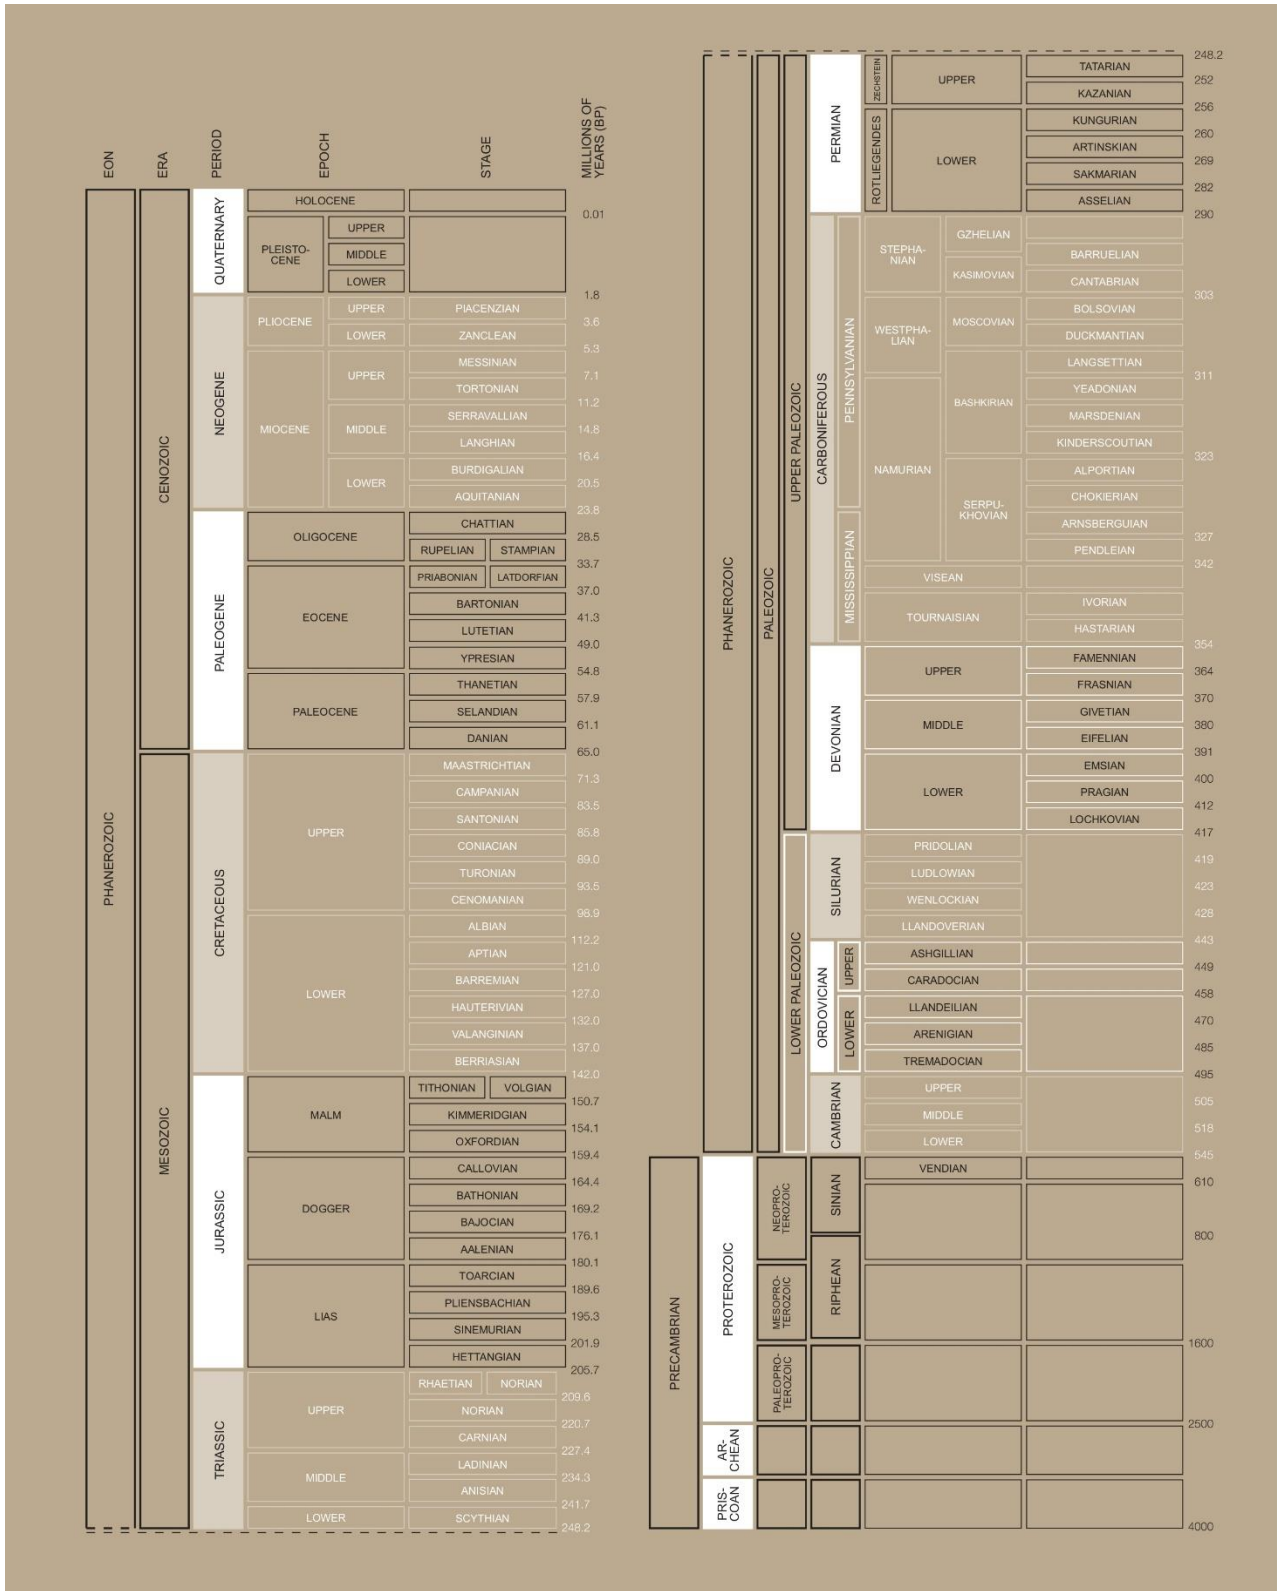 EON
ERA
PERIOD
EPOCH
STAGE
MILLIONS OF
YEARS (BP)
PHANEROZOIC
CENOZOIC
QUATERNARY
HOLOCENE
0.01
PLEISTO-
CENE
UPPER
MIDDLE
LOWER
1.8
NEOGENE
PLIOCENE
UPPER
PIACENZIAN
3.6
LOWER
ZANCLEAN
5.3
MIOCENE
UPPER
MESSINIAN
7.1
TORTONIAN
11.2
MIDDLE
SERRAVALLIAN
14.8
LANGHIAN
16.4
LOWER
BURDIGALIAN
20.5
AQUITANIAN
23.8
PALEOGENE
OLIGOCENE
CHATTIAN
28.5
RUPELIAN STAMPIAN
33.7
EOCENE
PRIABONIAN LATDORFIAN
37.0
BARTONIAN
41.3
LUTETIAN
49.0
YPRESIAN
54.8
PALEOCENE
THANETIAN
57.9
SELANDIAN
61.1
DANIAN
65.0
MESOZOIC
CRETACEOUS
UPPER
MAASTRICHTIAN
71.3
CAMPANIAN
83.5
SANTONIAN
85.8
CONIACIAN
89.0
TURONIAN
93.5
CENOMANIAN
98.9
LOWER
ALBIAN
112.2
APTIAN
121.0
BARREMIAN
127.0
HAUTERIVIAN
132.0
VALANGINIAN
137.0
BERRIASIAN
142.0
JURASSIC
MALM
TITHONIAN VOLGIAN
150.7
KIMMERIDGIAN
154.1
OXFORDIAN
159.4
DOGGER
CALLOVIAN
164.4
BATHONIAN
169.2
BAJOCIAN
176.1
AALENIAN
180.1
LIAS
TOARCIAN
189.6
PLIENSBACHIAN
195.3
SINEMURIAN
201.9
HETTANGIAN
205.7
TRIASSIC
UPPER
RHAETIAN NORIAN
209.6
NORIAN
220.7
CARNIAN
227.4
MIDDLE
LADINIAN
234.3
ANISIAN
241.7
LOWER
SCYTHIAN
248.2
248.2
PHANEROZOIC
PALEOZOIC
UPPER PALEOZOIC
PERMIAN
ZECHSTEIN
UPPER
TATARIAN
252
KAZANIAN
256
ROTLIEGENDES
LOWER
KUNGURIAN
260
ARTINSKIAN
269
SAKMARIAN
282
ASSELIAN
290
CARBONIFEROUS
PENNSYLVANIAN
STEPHA-
NIAN
GZHELIAN
BARRUELIAN
KASIMOVIAN
CANTABRIAN
303
WESTPHA-
LIAN
MOSCOVIAN
BOLSOVIAN
DUCKMANTIAN
LANGSETTIAN
311
NAMURIAN
BASHKIRIAN
YEADONIAN
MARSDENIAN
KINDERSCOUTIAN
323
SERPU-
KHOVIAN
ALPORTIAN
CHOKIERIAN
MISSISSIPPIAN
ARNSBERGUIAN
327
PENDLEIAN
342
VISEAN
TOURNAISIAN
IVORIAN
HASTARIAN
354
DEVONIAN
UPPER
FAMENNIAN
364
FRASNIAN
370
MIDDLE
GIVETIAN
380
EIFELIAN
391
LOWER
EMSIAN
400
PRAGIAN
412
LOCHKOVIAN
417
LOWER PALEOZOIC
SILURIAN
PRIDOLIAN
419
LUDLOWIAN
423
WENLOCKIAN
428
LLANDOVERIAN
443
ORDOVICIAN
UPPER
ASHGILLIAN
449
CARADOCIAN
458
LOWER
LLANDEILIAN
470
ARENIGIAN
485
TREMADOCIAN
495
CAMBRIAN
UPPER
505
MIDDLE
518
LOWER
545
PRECAMBRIAN
PROTEROZOIC
NEOPRO-
TEROZOIC
SINIAN
VENDIAN
610
800
RIPHEAN
MESOPRO-
TEROZOIC
1600
PALEOPRO-
TEROZOIC
2500
AR-
CHEAN
PRIS-
COAN
4000